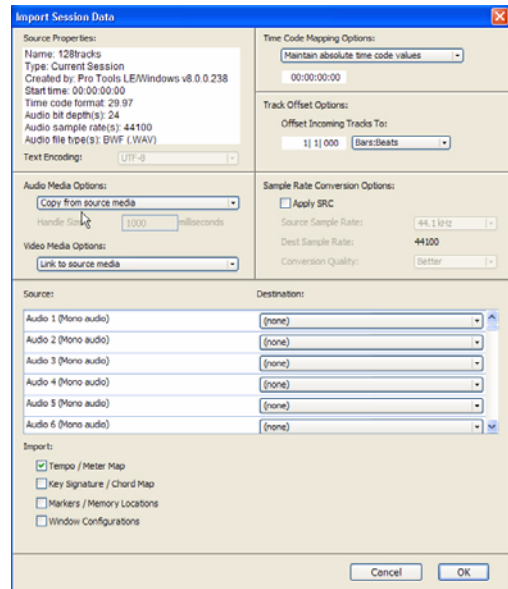 Import Session Data
Source Properties:
Name: 128tracks
Type: Current Session
Created by: Pro Tools LE/Windows v8.0.0.238
Start time: 00:00:00:00
Time code format: 29.97
Audio bit depth(s): 24
Audio sample rate(s): 44100
Audio file type(s): BWF (.WAV)
Text Encoding: UTF-8
Time Code Mapping Options:
Maintain absolute time code values
00:00:00:00
Track Offset Options:
Offset Incoming Tracks To:
1| 1| 000 Bars:Beats
Audio Media Options:
Copy from source media
Handle Size: 1000 milliseconds
Video Media Options:
Link to source media
Sample Rate Conversion Options:
Apply SRC
Source Sample Rate: 44.1 kHz
Dest Sample Rate: 44100
Conversion Quality: Better
Source: Destination:
Audio 1 (Mono audio) (none)
Audio 2 (Mono audio) (none)
Audio 3 (Mono audio) (none)
Audio 4 (Mono audio) (none)
Audio 5 (Mono audio) (none)
Audio 6 (Mono audio) (none)
Import:
Tempo / Meter Map
Key Signature / Chord Map
Markers / Memory Locations
Window Configurations
Cancel OK